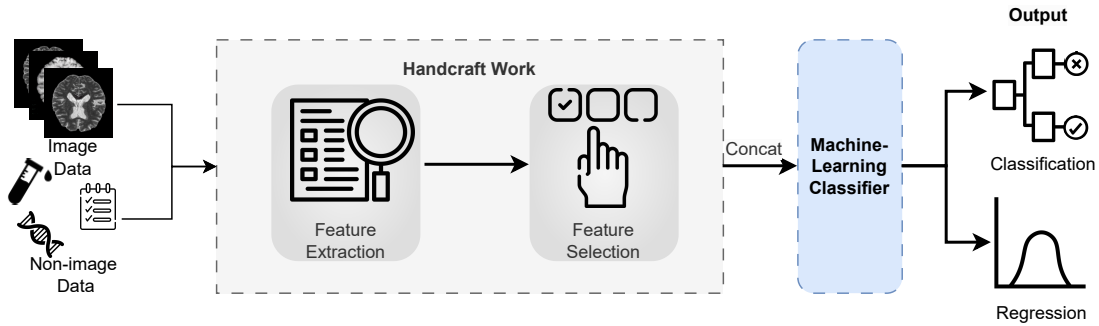 Image
Data
Non-image
Data
Handcraft Work
Feature
Extraction
Feature
Selection
Concat
Machine-
Learning
Classifier
Output
Classification
Regression